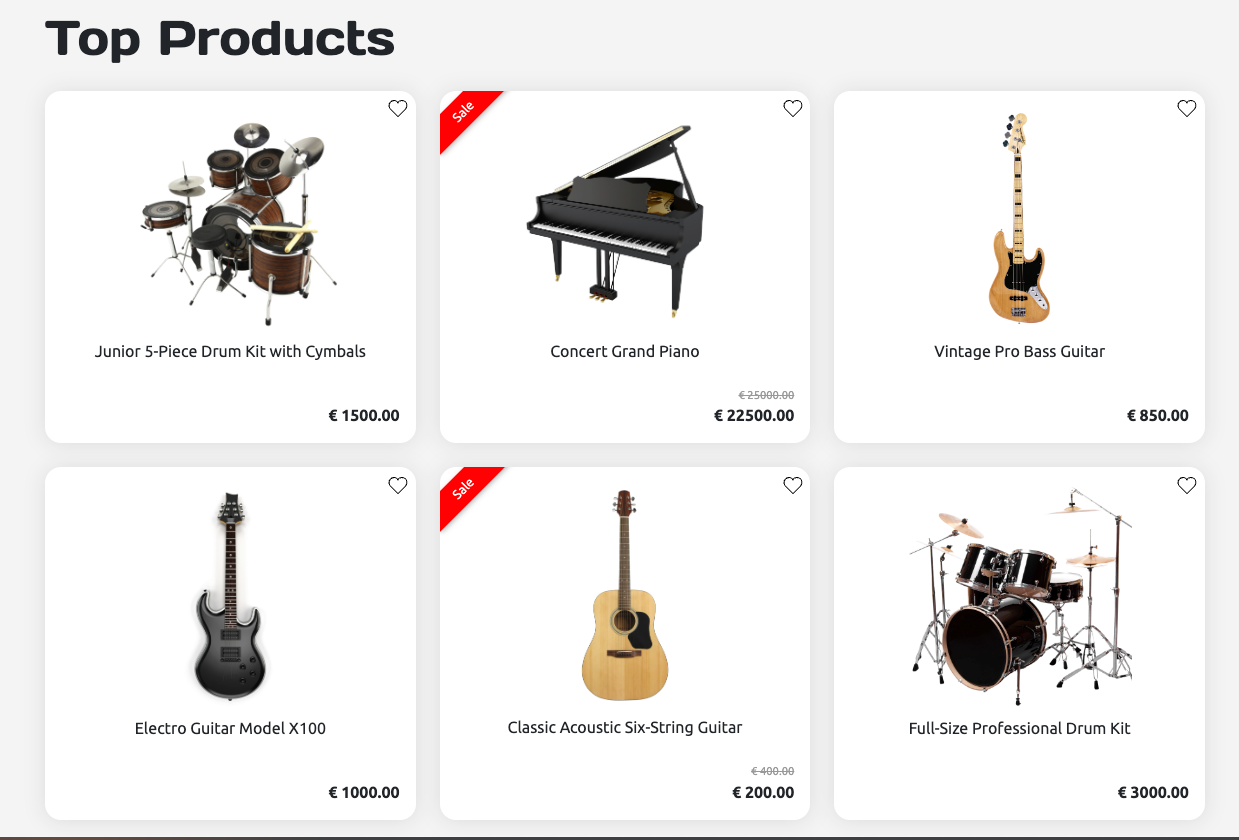 Top Products
Junior 5-Piece Drum Kit with Cymbals
€ 1500.00
Sale
Concert Grand Piano
€ 25000.00
€ 22500.00
Vintage Pro Bass Guitar
€ 850.00
Electro Guitar Model X100
€ 1000.00
Sale
Classic Acoustic Six-String Guitar
€ 400.00
€ 200.00
Full-Size Professional Drum Kit
€ 3000.00